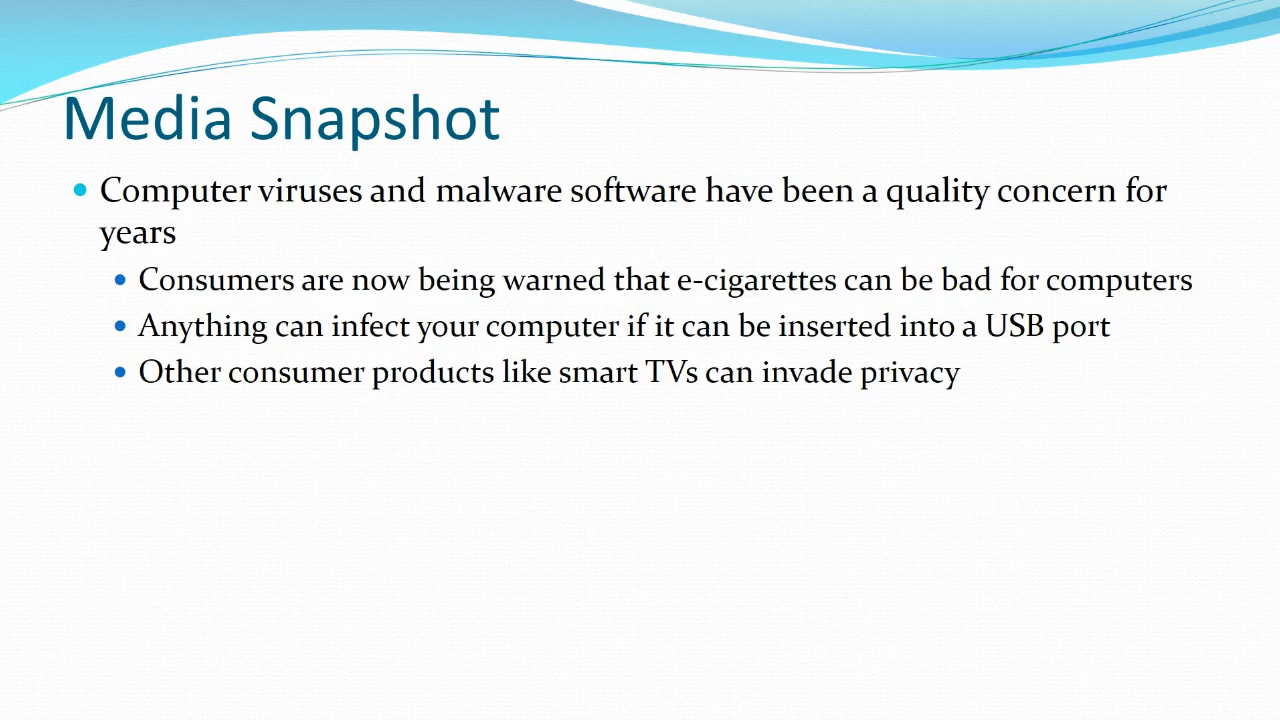 Media Snapshot
Computer viruses and malware software have been a quality concern for
years
Consumers are now being warned that e-cigarettes can be bad for computers
Anything can infect your computer if it can be inserted into a USB port
Other consumer products like smart TVs can invade privacy